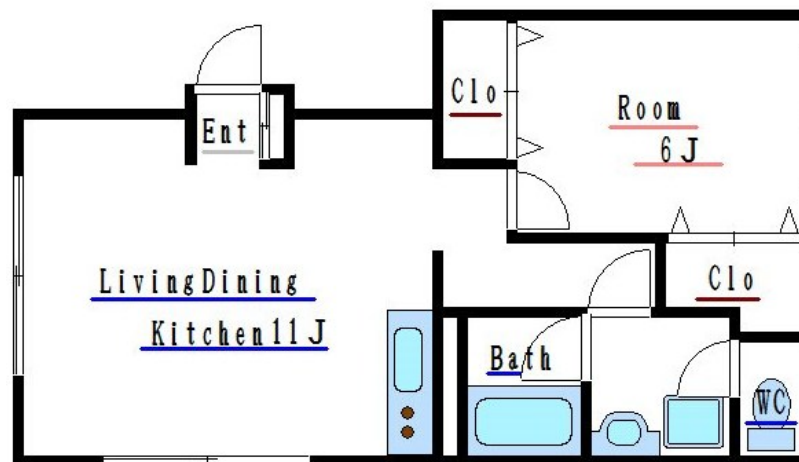 Clo
Room
6J
Ent
LivingDining
Kitchen11J
Clo
Bath
WC